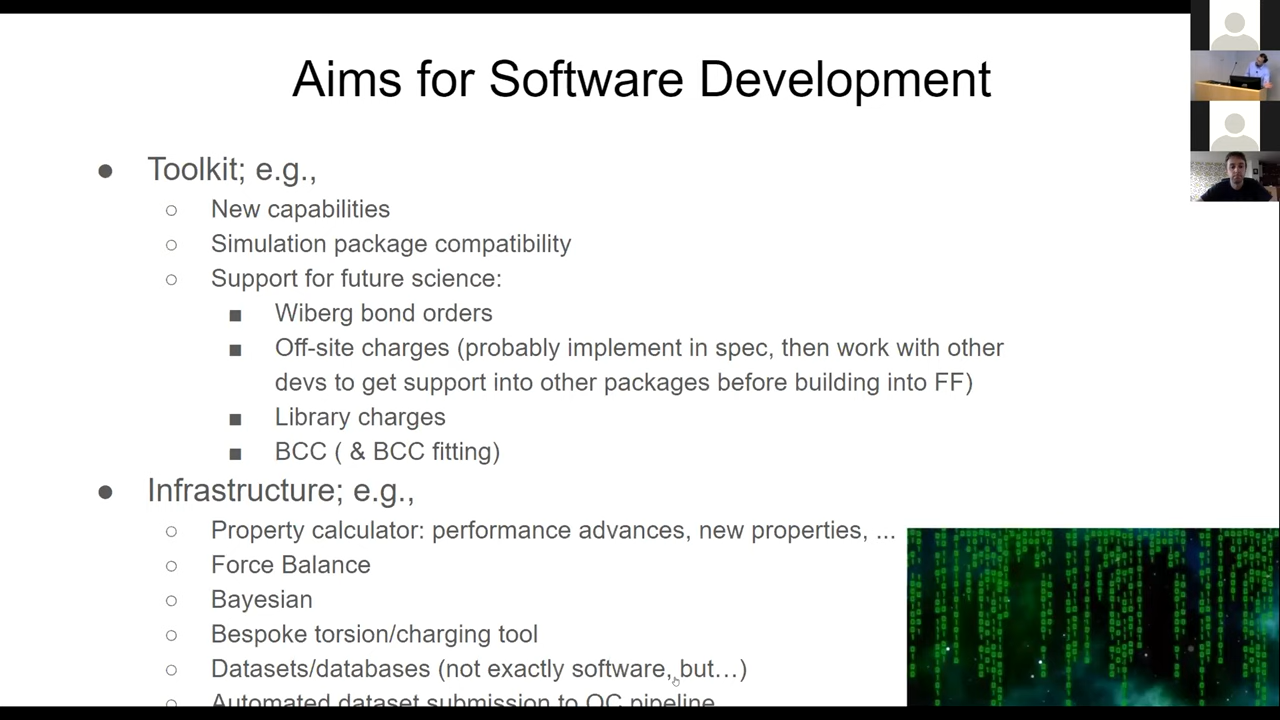 Aims for Software Development
● Toolkit; e.g.,
○ New capabilities
○ Simulation package compatibility
○ Support for future science:
■ Wiberg bond orders
■ Off-site charges (probably implement in spec, then work with other
devs to get support into other packages before building into FF)
■ Library charges
■ BCC ( & BCC fitting)
● Infrastructure; e.g.,
○ Property calculator: performance advances, new properties, ...
○ Force Balance
○ Bayesian
○ Bespoke torsion/charging tool
○ Datasets/databases (not exactly software, but…)
○ Automated dataset submission to QC pipeline